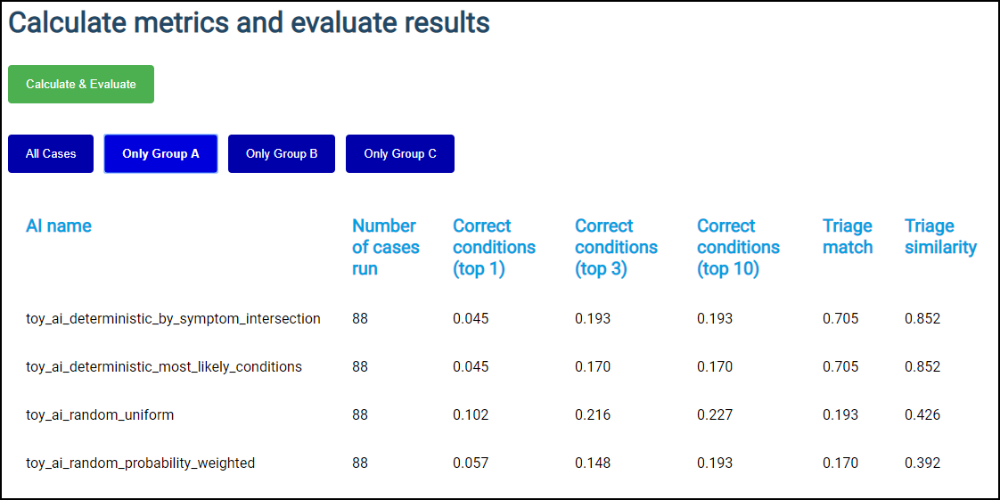 Calculate metrics and evaluate results
Calculate & Evaluate
All Cases Only Group A Only Group B Only Group C
AI name Number of cases run Correct conditions (top 1) Correct conditions (top 3) Correct conditions (top 10) Triage match Triage similarity
toy_ai_deterministic_by_symptom_intersection 88 0.045 0.193 0.193 0.705 0.852
toy_ai_deterministic_most_likely_conditions 88 0.045 0.170 0.170 0.705 0.852
toy_ai_random_uniform 88 0.102 0.216 0.227 0.193 0.426
toy_ai_random_probability_weighted 88 0.057 0.148 0.193 0.170 0.392